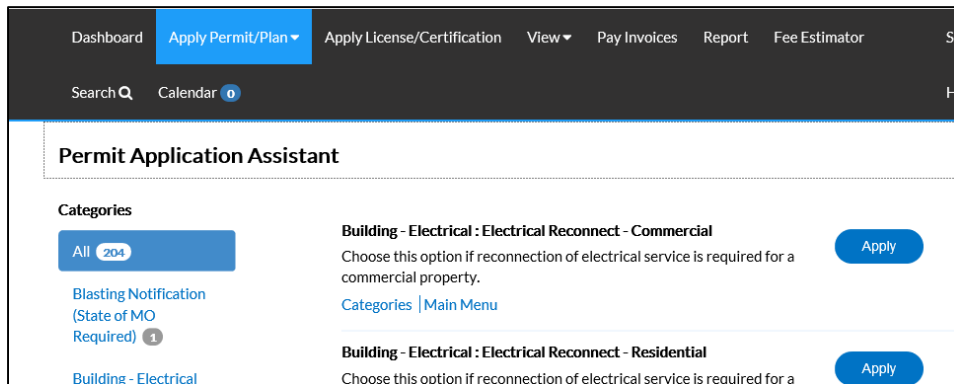 Dashboard Apply Permit/Plan Apply License/Certification View Pay Invoices Report Fee Estimator S
Search Calendar 0 H
Permit Application Assistant
Categories
All 204
Blasting Notification
(State of MO
Required) 1
Building - Electrical
Building - Electrical : Electrical Reconnect - Commercial
Choose this option if reconnection of electrical service is required for a
commercial property.
Categories | Main Menu
Apply
Building - Electrical : Electrical Reconnect - Residential
Choose this option if reconnection of electrical service is required for a
Apply